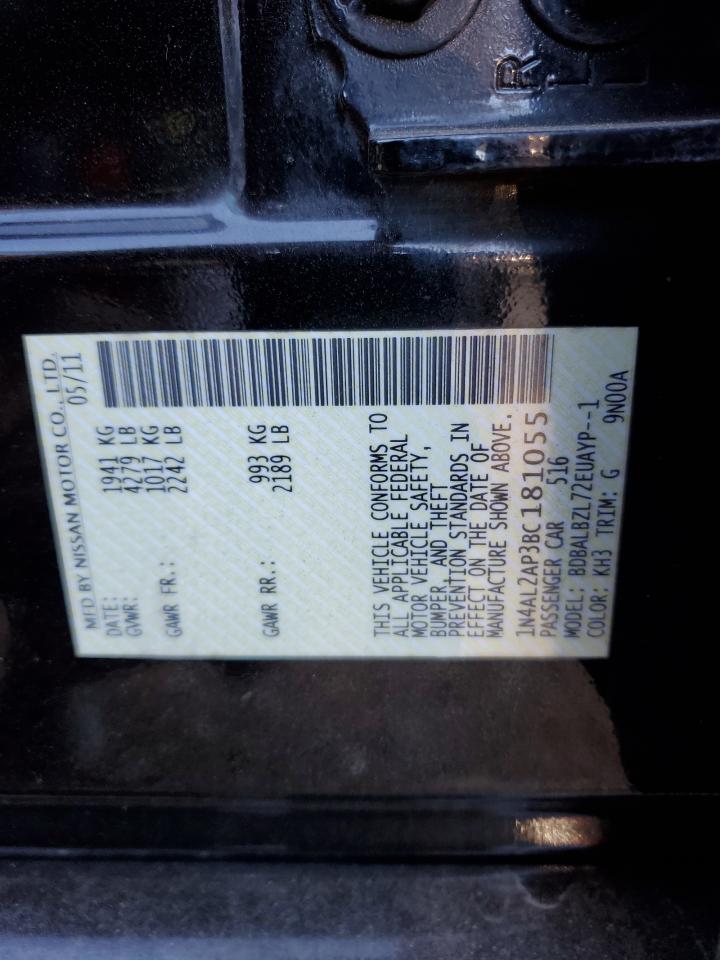 MFD BY NISSAN MOTOR CO., LTD.
DATE: 05/11
GVWR: 1941 KG
4279 LB
GAWR FR.: 1017 KG
2242 LB
GAWR RR.: 993 KG
2189 LB
THIS VEHICLE CONFORMS TO
ALL APPLICABLE FEDERAL
MOTOR VEHICLE SAFETY,
BUMPER, AND THEFT
PREVENTION STANDARDS IN
EFFECT ON THE DATE OF
MANUFACTURE SHOWN ABOVE.
1N4AL2AP3BC181055
PASSENGER CAR 516
MODEL: BDBALBZL72EUAYP--1
COLOR: KH3 TRIM: G 9N00A
R
L
L